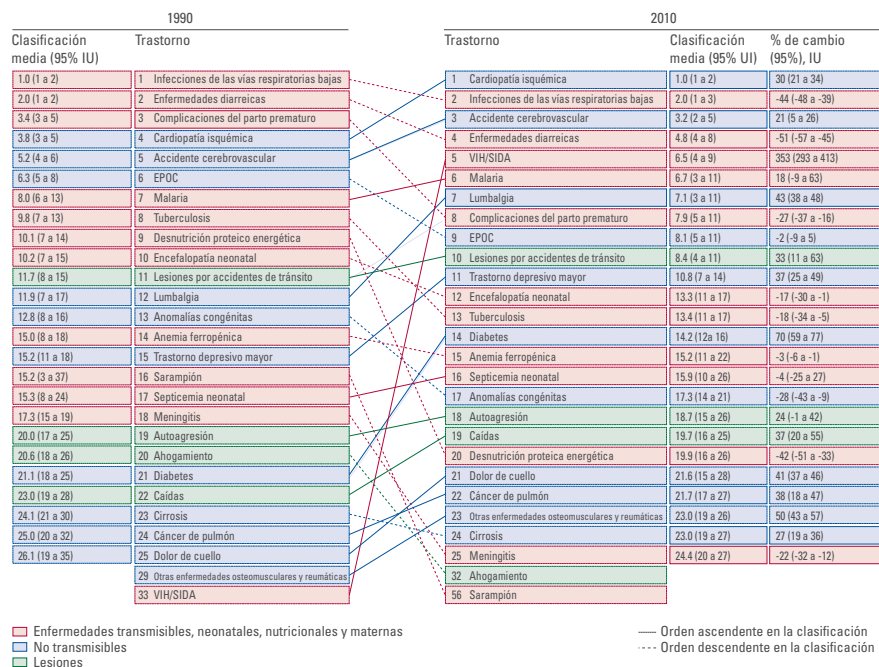 1990
Clasificación media (95% IU) Trastorno
1.0 (1 a 2) 1 Infecciones de las vías respiratorias bajas
2.0 (1 a 2) 2 Enfermedades diarreicas
3.4 (3 a 5) 3 Complicaciones del parto prematuro
3.8 (3 a 5) 4 Cardiopatía isquémica
5.2 (4 a 6) 5 Accidente cerebrovascular
6.3 (5 a 8) 6 EPOC
8.0 (6 a 13) 7 Malaria
9.8 (7 a 13) 8 Tuberculosis
10.1 (7 a 14) 9 Desnutrición proteico energética
10.2 (7 a 15) 10 Encefalopatía neonatal
11.7 (8 a 15) 11 Lesiones por accidentes de tránsito
11.9 (7 a 17) 12 Lumbalgia
12.8 (8 a 16) 13 Anomalías congénitas
15.0 (8 a 18) 14 Anemia ferropénica
15.2 (11 a 18) 15 Trastorno depresivo mayor
15.2 (3 a 37) 16 Sarampión
15.3 (8 a 24) 17 Septicemia neonatal
17.3 (15 a 19) 18 Meningitis
20.0 (17 a 25) 19 Autoagresión
20.6 (18 a 26) 20 Ahogamiento
21.1 (18 a 25) 21 Diabetes
23.0 (19 a 28) 22 Caídas
24.1 (21 a 30) 23 Cirrosis
25.0 (20 a 32) 24 Cáncer de pulmón
26.1 (19 a 35) 25 Dolor de cuello
29 Otras enfermedades osteomusculares y reumáticas
33 VIH/SIDA
2010
Trastorno Clasificación media (95% UI) % de cambio (95%), IU
1 Cardiopatía isquémica 1.0 (1 a 2) 30 (21 a 34)
2 Infecciones de las vías respiratorias bajas 2.0 (1 a 3) -44 (-48 a -39)
3 Accidente cerebrovascular 3.2 (2 a 5) 21 (5 a 26)
4 Enfermedades diarreicas 4.8 (4 a 8) -51 (-57 a -45)
5 VIH/SIDA 6.5 (4 a 9) 353 (293 a 413)
6 Malaria 6.7 (3 a 11) 18 (-9 a 63)
7 Lumbalgia 7.1 (3 a 11) 43 (38 a 48)
8 Complicaciones del parto prematuro 7.9 (5 a 11) -27 (-37 a -16)
9 EPOC 8.1 (5 a 11) -2 (-9 a 5)
10 Lesiones por accidentes de tránsito 8.4 (4 a 11) 33 (11 a 63)
11 Trastorno depresivo mayor 10.8 (7 a 14) 37 (25 a 49)
12 Encefalopatía neonatal 13.3 (11 a 17) -17 (-30 a -1)
13 Tuberculosis 13.4 (11 a 17) -18 (-34 a -5)
14 Diabetes 14.2 (12a 16) 70 (59 a 77)
15 Anemia ferropénica 15.2 (11 a 22) -3 (-6 a -1)
16 Septicemia neonatal 15.9 (10 a 26) -4 (-25 a 27)
17 Anomalías congénitas 17.3 (14 a 21) -28 (-43 a -9)
18 Autoagresión 18.7 (15 a 26) 24 (-1 a 42)
19 Caídas 19.7 (16 a 25) 37 (20 a 55)
20 Desnutrición proteica energética 19.9 (16 a 26) -42 (-51 a -33)
21 Dolor de cuello 21.6 (15 a 28) 41 (37 a 46)
22 Cáncer de pulmón 21.7 (17 a 27) 38 (18 a 47)
23 Otras enfermedades osteomusculares y reumáticas 23.0 (19 a 26) 50 (43 a 57)
24 Cirrosis 23.0 (19 a 27) 27 (19 a 36)
25 Meningitis 24.4 (20 a 27) -22 (-32 a -12)
32 Ahogamiento
56 Sarampión
Enfermedades transmisibles, neonatales, nutricionales y maternas
No transmisibles
Lesiones
Orden ascendente en la clasificación
Orden descendente en la clasificación